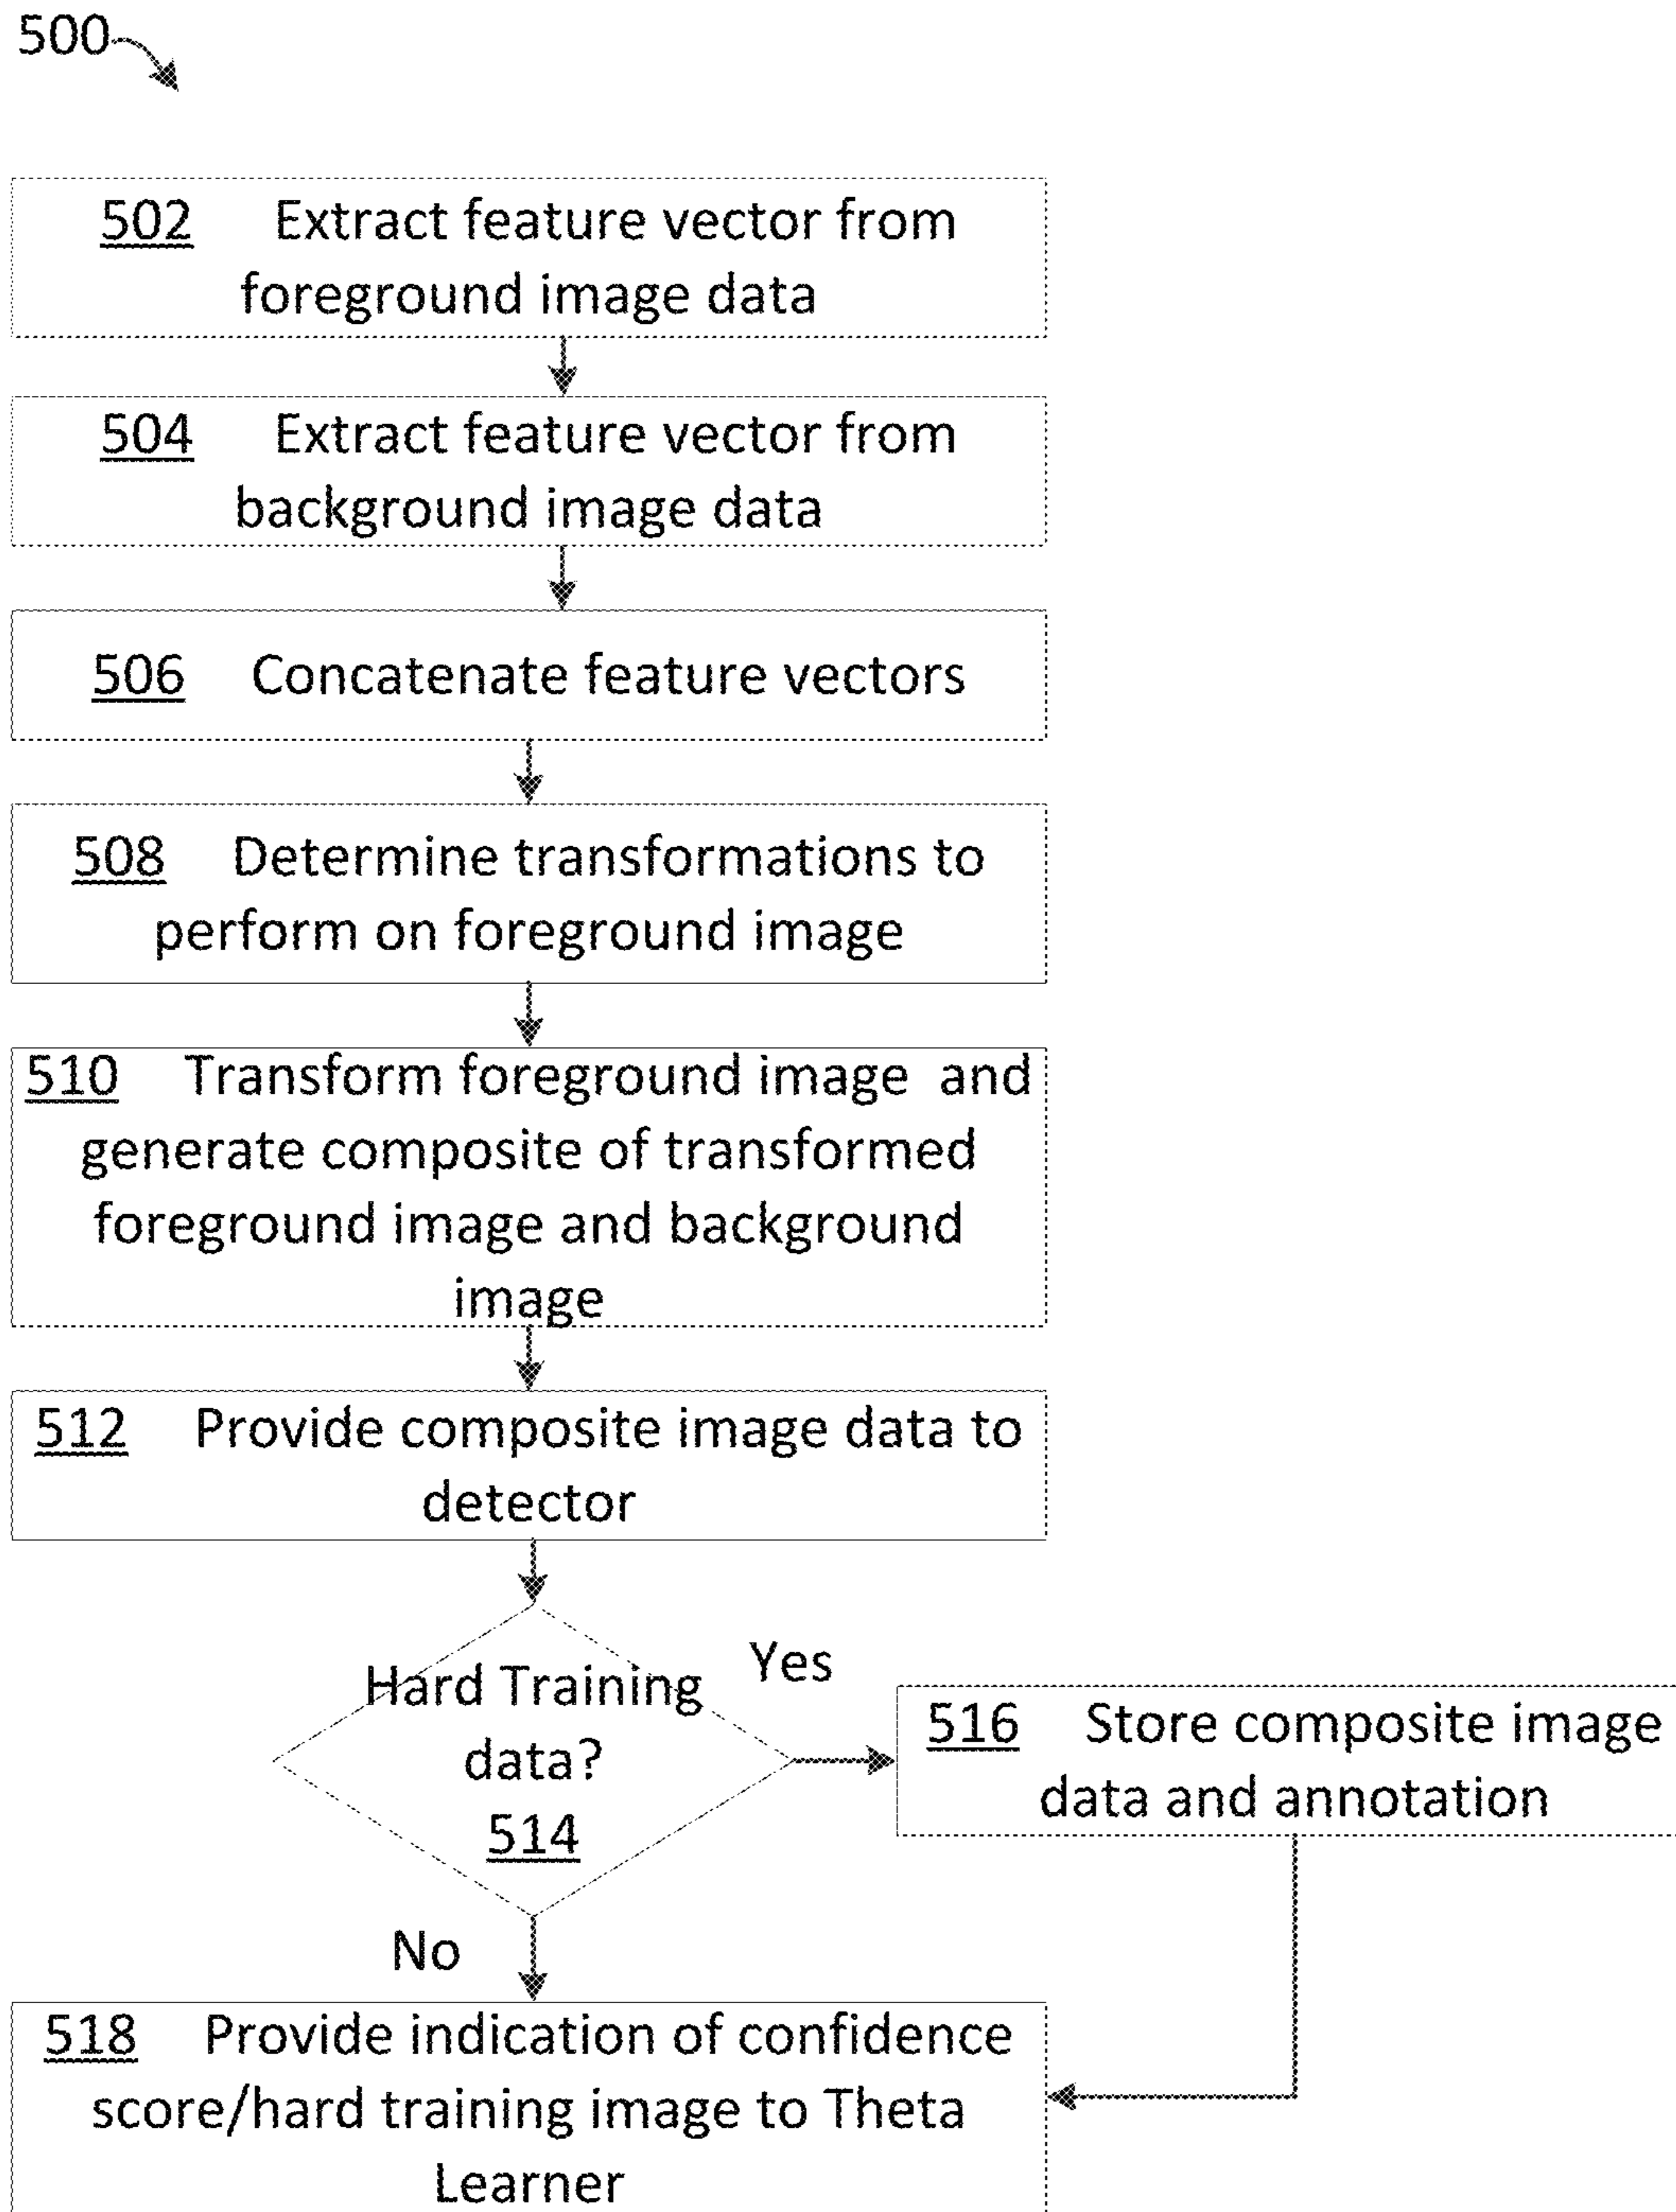 500
502 Extract feature vector from
foreground image data
504 Extract feature vector from
background image data
506 Concatenate feature vectors
508 Determine transformations to
perform on foreground image
510 Transform foreground image and
generate composite of transformed
foreground image and background
image
512 Provide composite image data to
detector
Hard Training
data?
514
Yes
516 Store composite image
data and annotation
No
518 Provide indication of confidence
score/hard training image to Theta
Learner